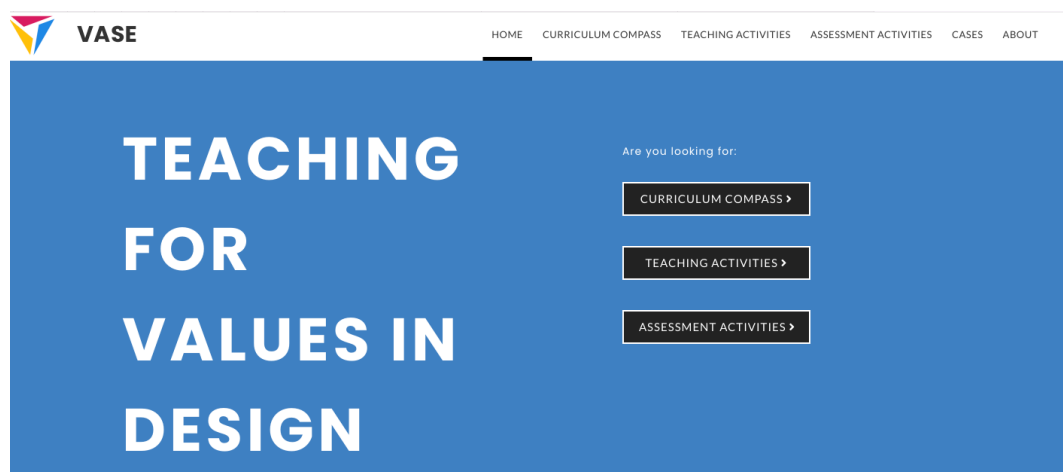 VASE
HOME CURRICULUM COMPASS TEACHING ACTIVITIES ASSESSMENT ACTIVITIES CASES ABOUT
TEACHING
FOR
VALUES IN
DESIGN
Are you looking for:
CURRICULUM COMPASS >
TEACHING ACTIVITIES >
ASSESSMENT ACTIVITIES >